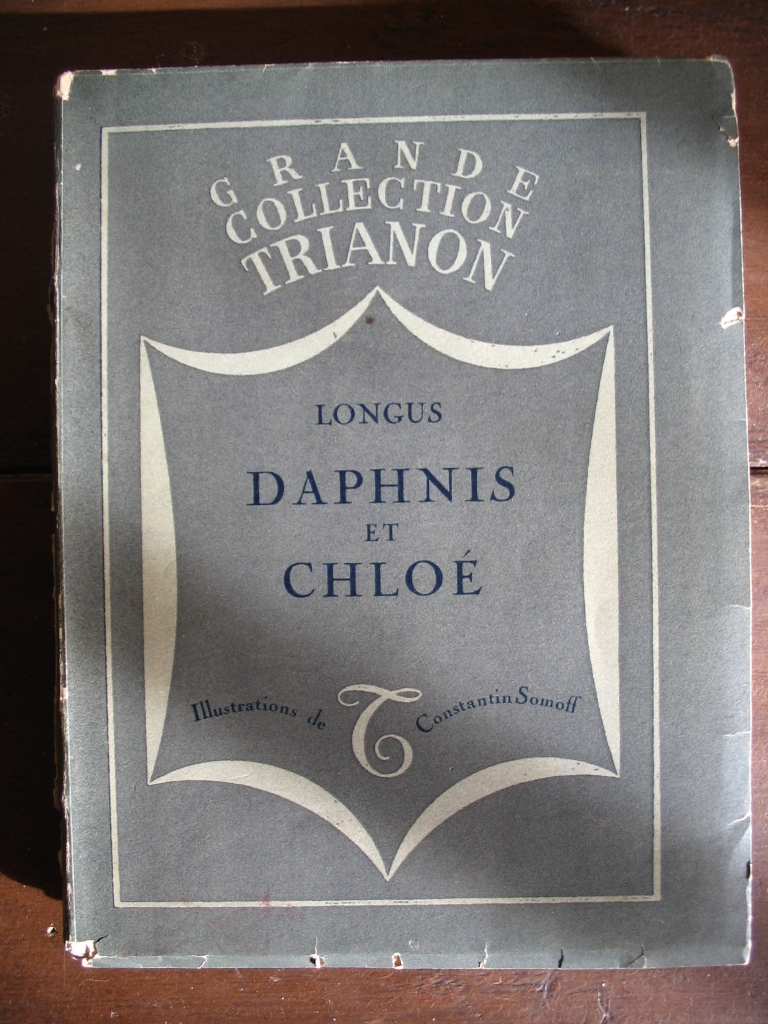 GRANDE
COLLECTION
TRIANON
LONGUS
DAPHNIS
ET
CHLOÉ
Illustrations de T Constantin Somoff